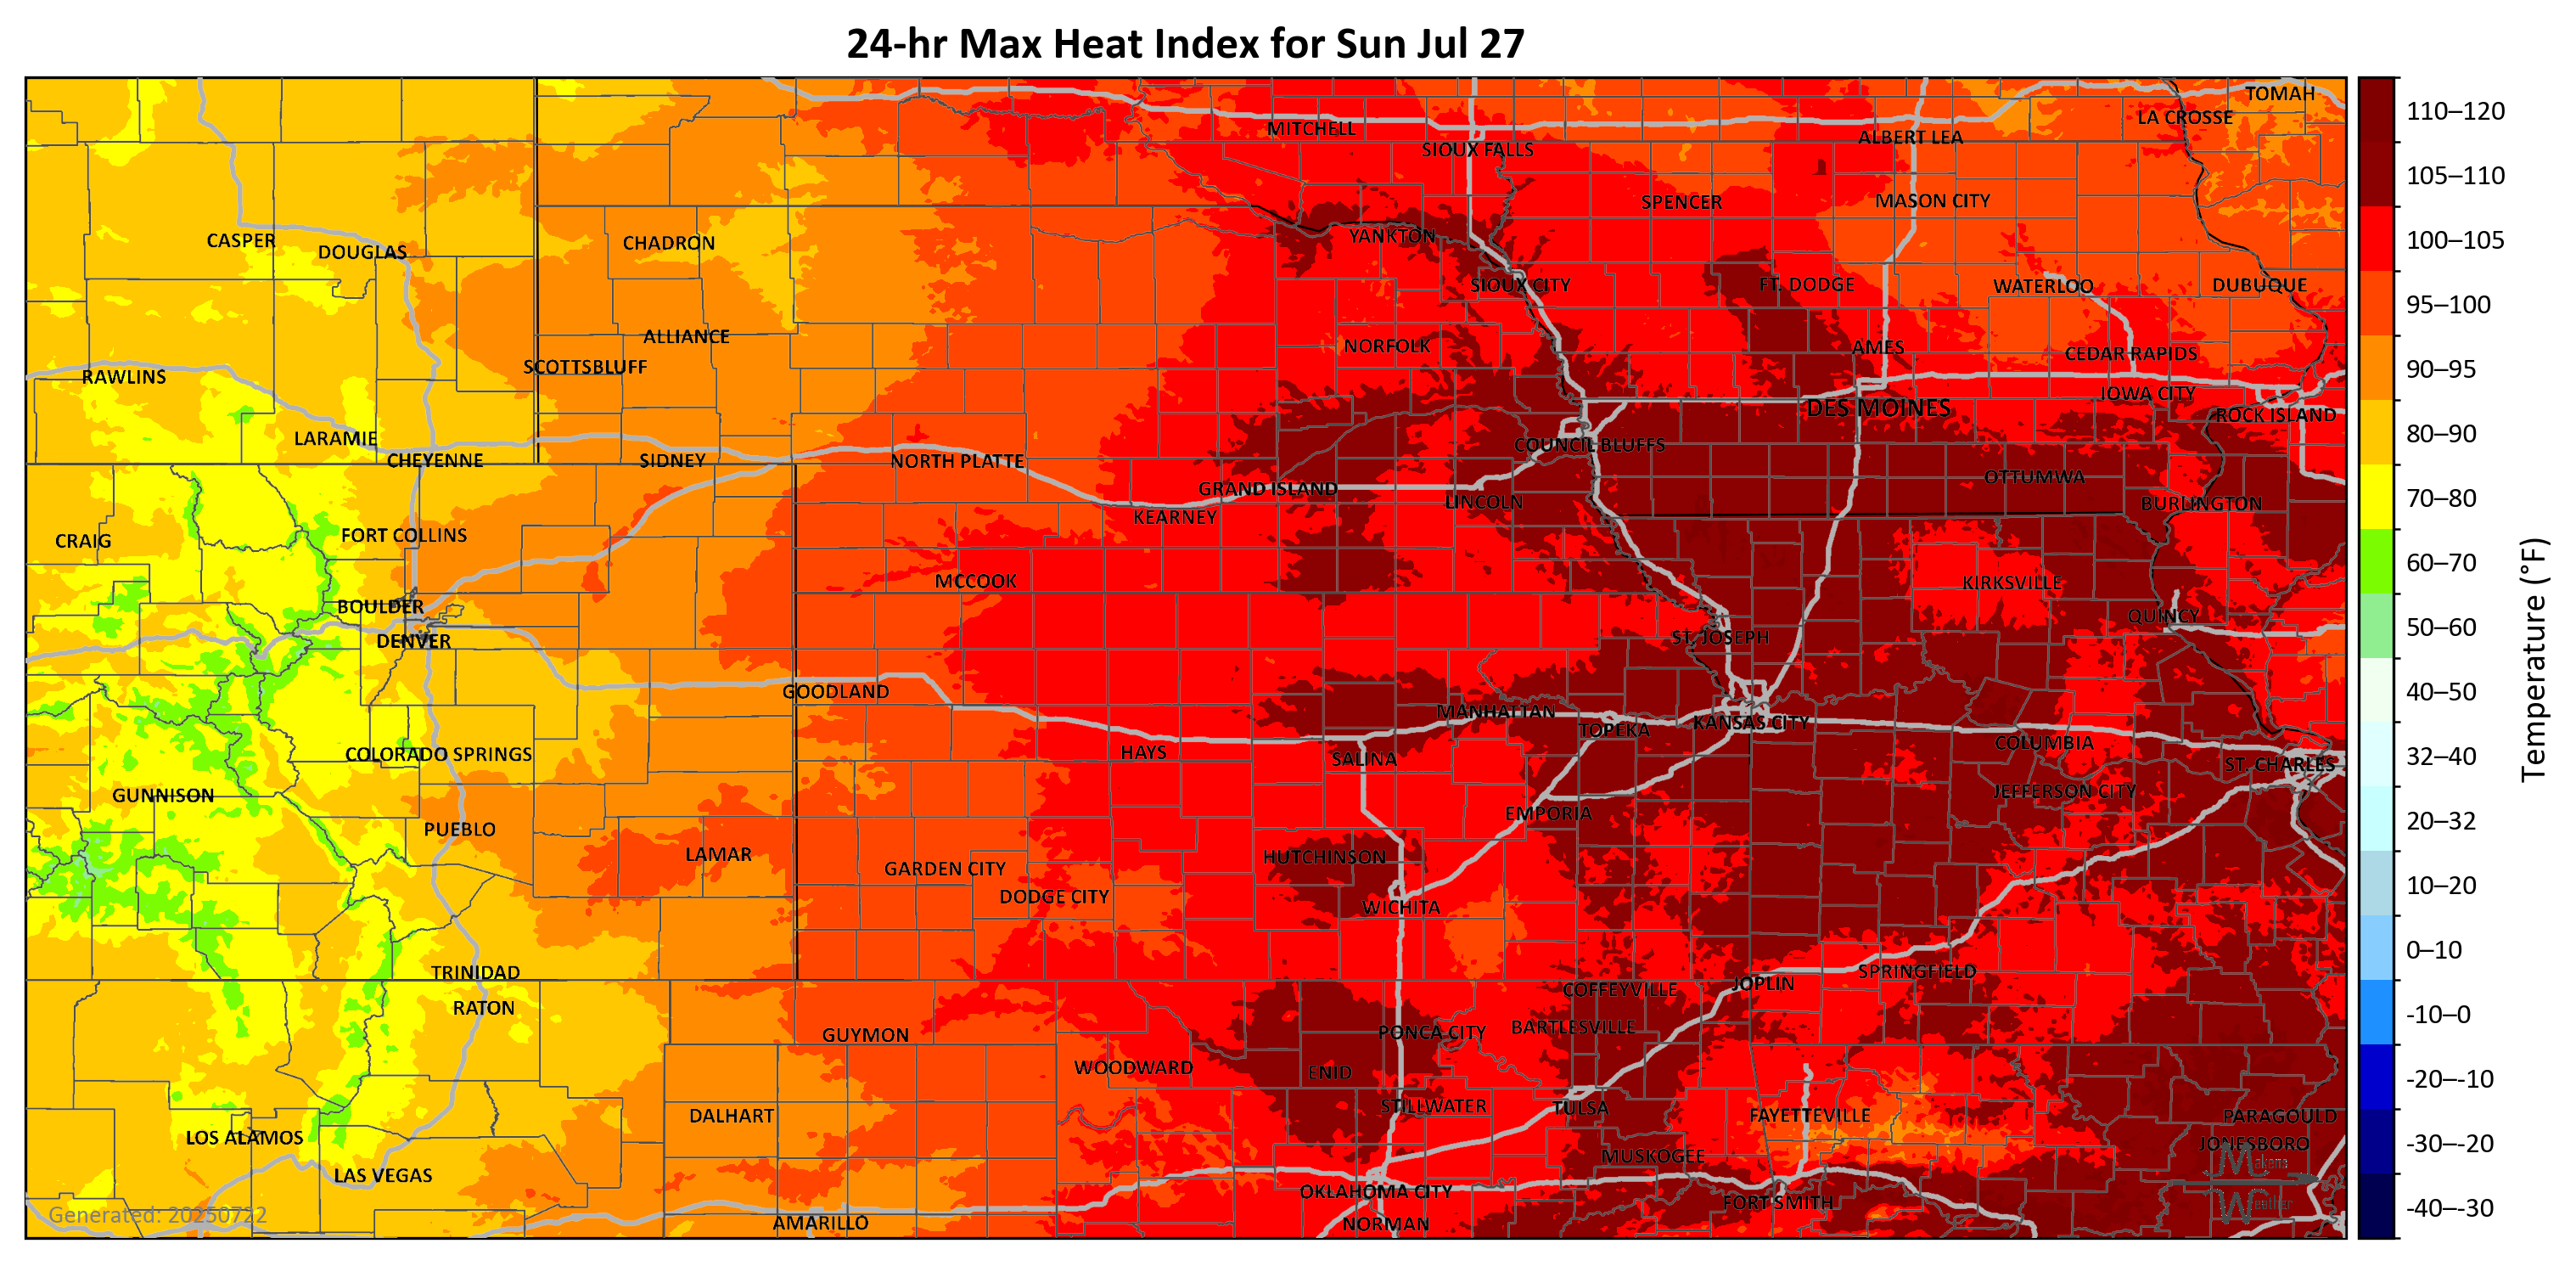 24-hr Max Heat Index for Sun Jul 27
TOMAH
LA CROSSE
MITCHELL
ALBERT LEA
SIOUX FALLS
SPENCER
MASON CITY
CASPER
DOUGLAS
CHADRON
YANKTON
SIOUX CITY
FT. DODGE
WATERLOO
DUBUQUE
ALLIANCE
NORFOLK
AMES
CEDAR RAPIDS
SCOTTSBLUFF
RAWLINS
IOWA CITY
DES MOINES
ROCK ISLAND
LARAMIE
COUNCIL BLUFFS
CHEYENNE
SIDNEY
NORTH PLATTE
OTTUMWA
GRAND ISLAND
LINCOLN
BURLINGTON
KEARNEY
FORT COLLINS
CRAIG
MCCOOK
KIRKSVILLE
BOULDER
QUINCY
DENVER
ST. JOSEPH
GOODLAND
MANHATTAN
TOPEKA
KANSAS CITY
COLUMBIA
HAYS
COLORADO SPRINGS
SALINA
ST. CHARLES
GUNNISON
JEFFERSON CITY
EMPORIA
PUEBLO
LAMAR
HUTCHINSON
GARDEN CITY
DODGE CITY
WICHITA
TRINIDAD
SPRINGFIELD
JOPLIN
COFFEYVILLE
RATON
BARTLESVILLE
GUYMON
PONCA CITY
WOODWARD
ENID
STILLWATER
TULSA
DALHART
FAYETTEVILLE
PARAGOULD
LOS ALAMOS
JONESBORO
MUSKOGEE
LAS VEGAS
Makens
Weather
OKLAHOMA CITY
FORT SMITH
Generated: 20250722
AMARILLO
NORMAN
110–120
105–110
100–105
95–100
90–95
80–90
70–80
60–70
50–60
40–50
32–40
20–32
10–20
0–10
-10–0
-20–-10
-30–-20
-40–-30
Temperature (°F)